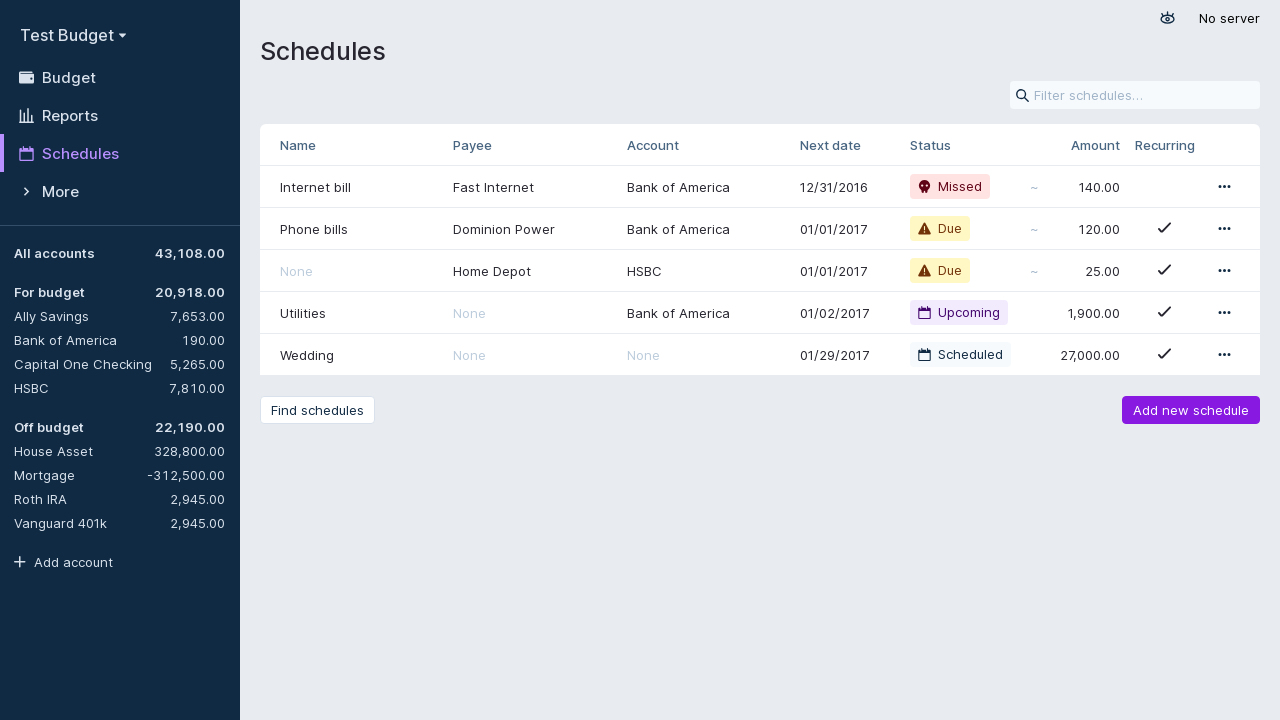 Test Budget
Budget
Reports
Schedules
More
All accounts 43,108.00
For budget 20,918.00
Ally Savings 7,653.00
Bank of America 190.00
Capital One Checking 5,265.00
HSBC 7,810.00
Off budget 22,190.00
House Asset 328,800.00
Mortgage -312,500.00
Roth IRA 2,945.00
Vanguard 401k 2,945.00
Add account
No server
Schedules
Filter schedules...
Name Payee Account Next date Status Amount Recurring
Internet bill Fast Internet Bank of America 12/31/2016 Missed ~ 140.00
Phone bills Dominion Power Bank of America 01/01/2017 Due ~ 120.00
None Home Depot HSBC 01/01/2017 Due ~ 25.00
Utilities None Bank of America 01/02/2017 Upcoming 1,900.00
Wedding None None 01/29/2017 Scheduled 27,000.00
Find schedules Add new schedule